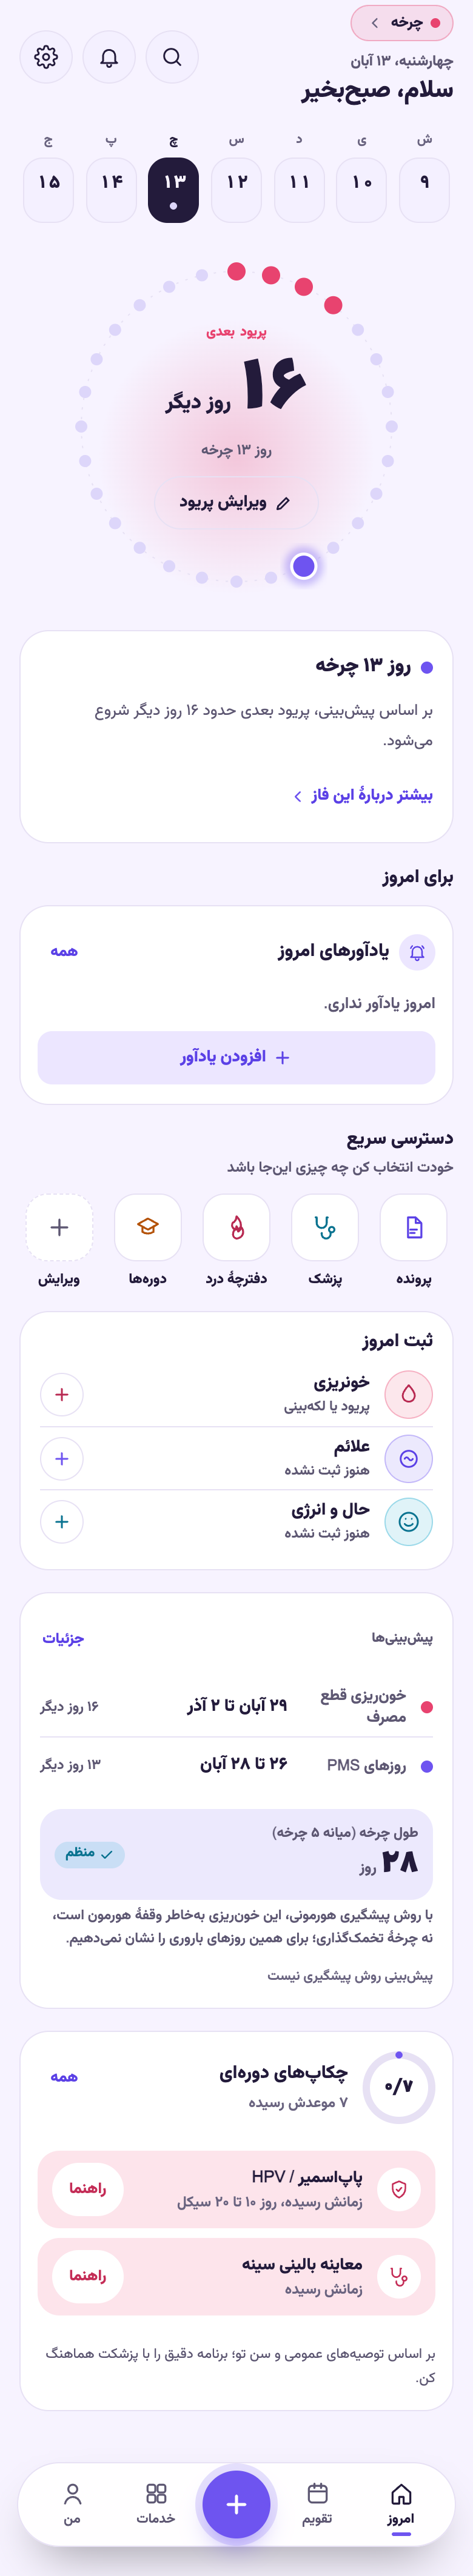 چرخه
چهارشنبه، ۱۳ آبان
سلام، صبح‌بخیر
ش ی د س چ پ ج
۹ ۱۰ ۱۱ ۱۲ ۱۳ ۱۴ ۱۵
پریود بعدی
۱۶ روز دیگر
روز ۱۳ چرخه
ویرایش پریود
روز ۱۳ چرخه
بر اساس پیش‌بینی، پریود بعدی حدود ۱۶ روز دیگر شروع
می‌شود.
بیشتر دربارهٔ این فاز
برای امروز
یادآورهای امروز
همه
امروز یادآور نداری.
افزودن یادآور
دسترسی سریع
خودت انتخاب کن چه چیزی این‌جا باشد
پرونده پزشک دفترچهٔ درد دوره‌ها ویرایش
ثبت امروز
خونریزی
پریود یا لکه‌بینی
علائم
هنوز ثبت نشده
حال و انرژی
هنوز ثبت نشده
پیش‌بینی‌ها
جزئیات
خون‌ریزی قطع
مصرف
۲۹ آبان تا ۲ آذر
۱۶ روز دیگر
روزهای PMS
۲۶ تا ۲۸ آبان
۱۳ روز دیگر
طول چرخه (میانه ۵ چرخه)
۲۸ روز
منظم
با روش پیشگیری هورمونی، این خون‌ریزی به‌خاطر وقفهٔ هورمون است،
نه چرخهٔ تخمک‌گذاری؛ برای همین روزهای باروری را نشان نمی‌دهیم.
پیش‌بینی روش پیشگیری نیست
۰/۷
چکاپ‌های دوره‌ای
۷ موعدش رسیده
همه
پاپ‌اسمیر / HPV
زمانش رسیده، روز ۱۰ تا ۲۰ سیکل
راهنما
معاینه بالینی سینه
زمانش رسیده
راهنما
بر اساس توصیه‌های عمومی و سن تو؛ برنامه دقیق را با پزشکت هماهنگ
کن.
امروز تقویم خدمات من